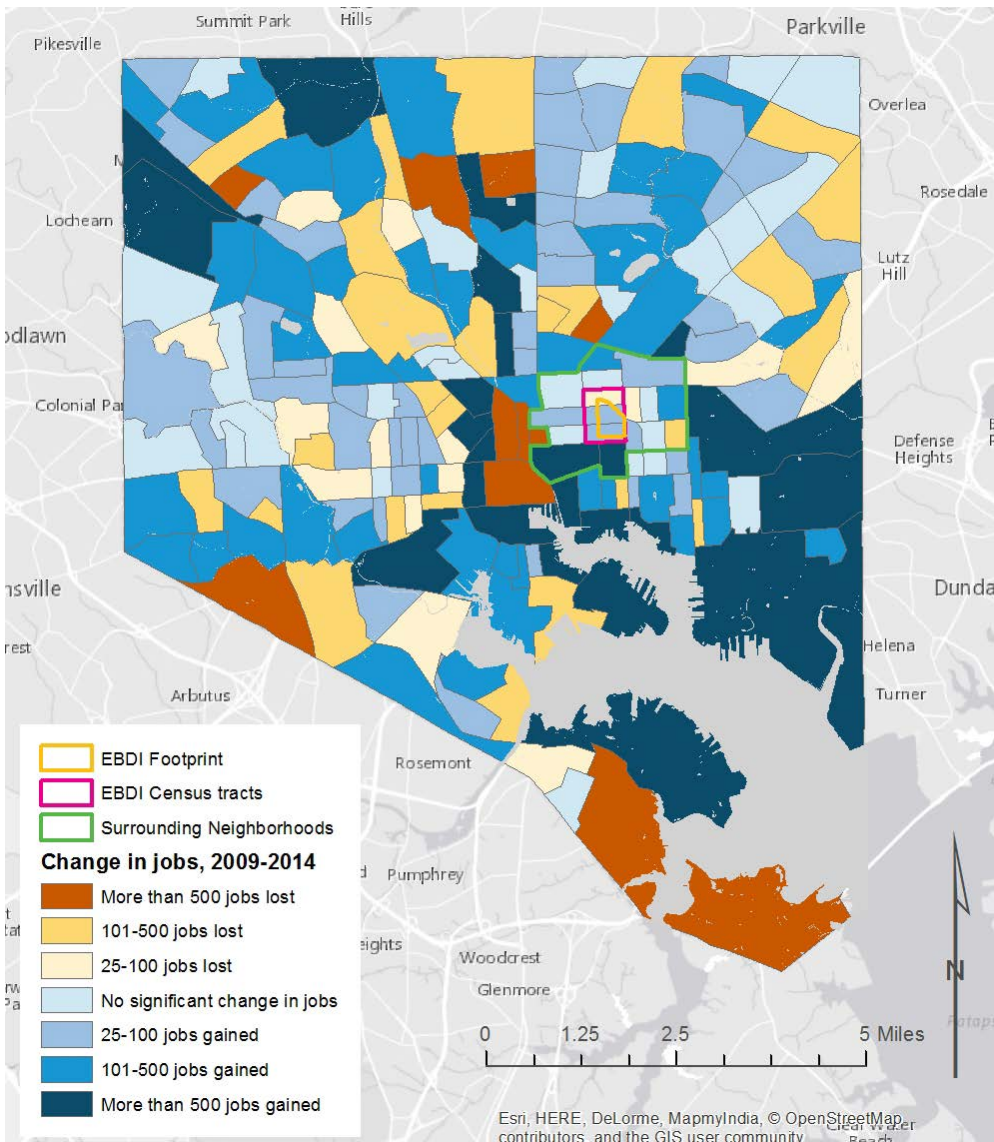 Summit Park
Hills
Parkville
Pikesville
Overlea
Rosedale
Lochearn
Lutz
Hill
odlawn
Colonial Par
Defense
Heights
nsville
Dunda
rest
Helena
Arbutus
Turner
EBDI Footprint
Rosemont
EBDI Census tracts
Surrounding Neighborhoods
Change in jobs, 2009-2014
More than 500 jobs lost
d Pumphrey
101-500 jobs lost
eights
Woodcrest
25-100 jobs lost
Glenmore
N
No significant change in jobs
25-100 jobs gained
0 1.25 2.5 5 Miles
101-500 jobs gained
More than 500 jobs gained
Esri, HERE, DeLorme, MapmyIndia, © OpenStreetMap
contributors, and the GIS user community